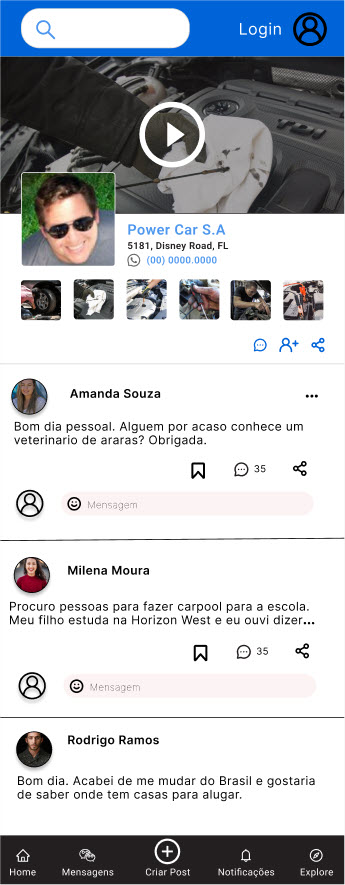 Login
TDI
Power Car S.A
5181, Disney Road, FL
(00) 0000.0000
Amanda Souza
Bom dia pessoal. Alguem por acaso conhece um
veterinario de araras? Obrigada.
35
Mensagem
Milena Moura
Procuro pessoas para fazer carpool para a escola.
Meu filho estuda na Horizon West e eu ouvi dizer...
35
Mensagem
Rodrigo Ramos
Bom dia. Acabei de me mudar do Brasil e gostaria
de saber onde tem casas para alugar.
Home Mensagens Criar Post Notificações Explore